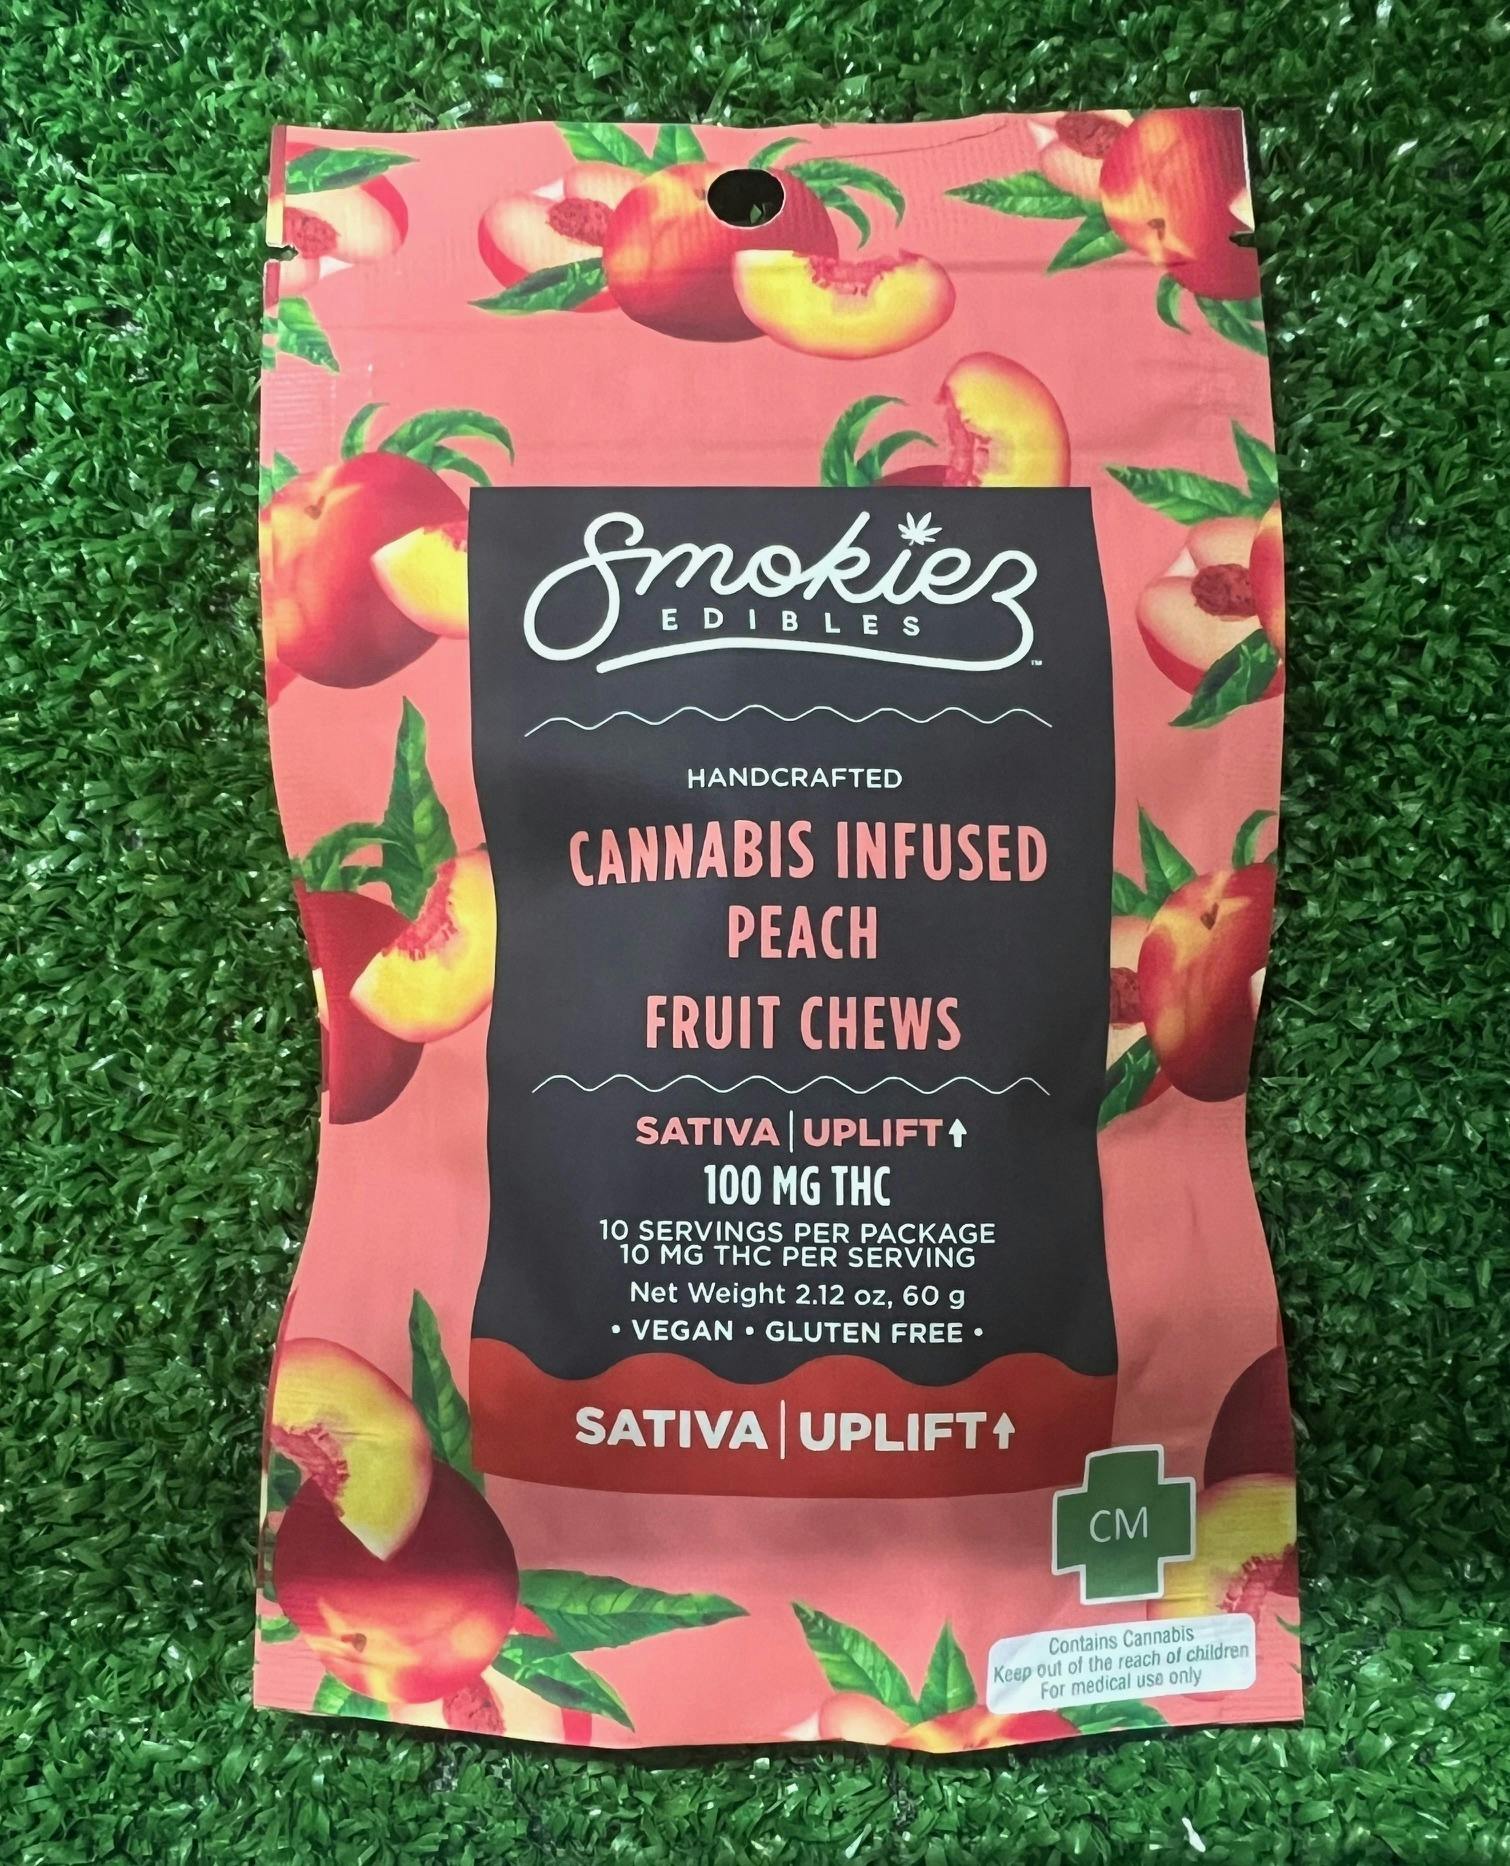 Smokiez
EDIBLES
™
HANDCRAFTED
CANNABIS INFUSED
PEACH
FRUIT CHEWS
SATIVA | UPLIFT↑
100 MG THC
10 SERVINGS PER PACKAGE
10 MG THC PER SERVING
Net Weight 2.12 oz, 60 g
• VEGAN • GLUTEN FREE •
SATIVA | UPLIFT↑
CM
Contains Cannabis
Keep out of the reach of children
For medical use only